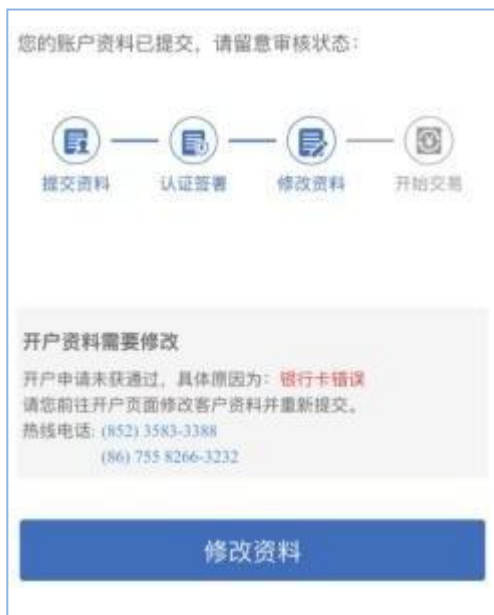 您的账户资料已提交，请留意审核状态：
提交资料
认证签署
修改资料
开始交易
开户资料需要修改
开户申请未获通过，具体原因为：银行卡错误
请您前往开户页面修改客户资料并重新提交。
热线电话: (852) 3583-3388
(86) 755 8266-3232
修改资料